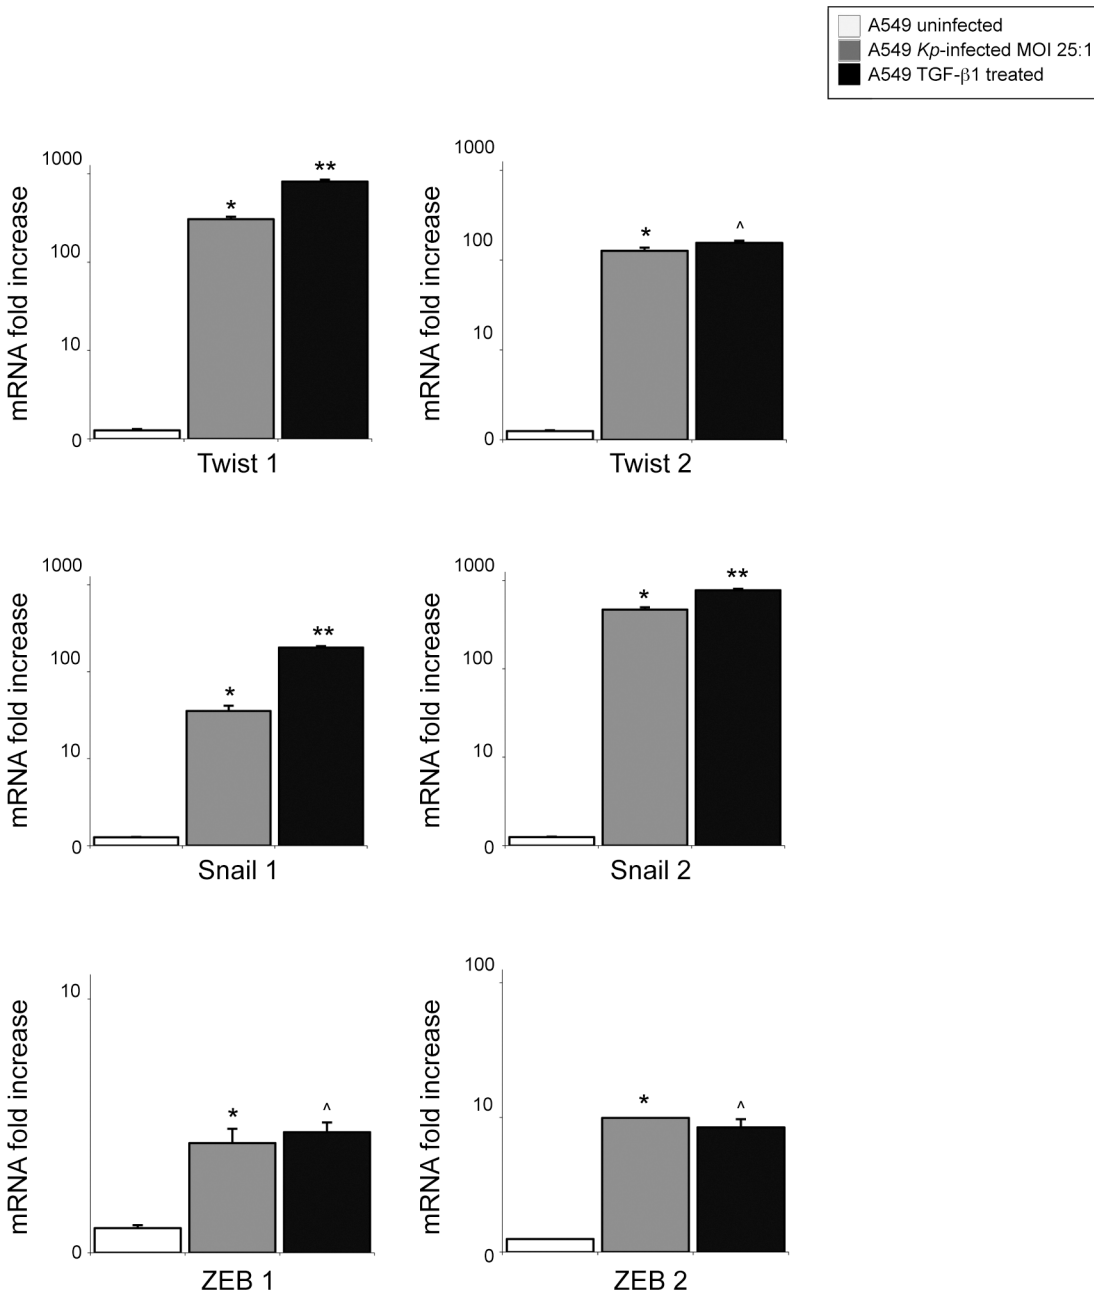 A549 uninfected
A549 Kp-infected MOI 25:1
A549 TGF-β1 treated
mRNA fold increase
1000
100
10
0
*
**
Twist 1
mRNA fold increase
1000
100
10
0
*
^
Twist 2
mRNA fold increase
1000
100
10
0
*
**
Snail 1
mRNA fold increase
1000
100
10
0
*
**
Snail 2
mRNA fold increase
10
0
*
^
ZEB 1
mRNA fold increase
100
10
0
*
^
ZEB 2